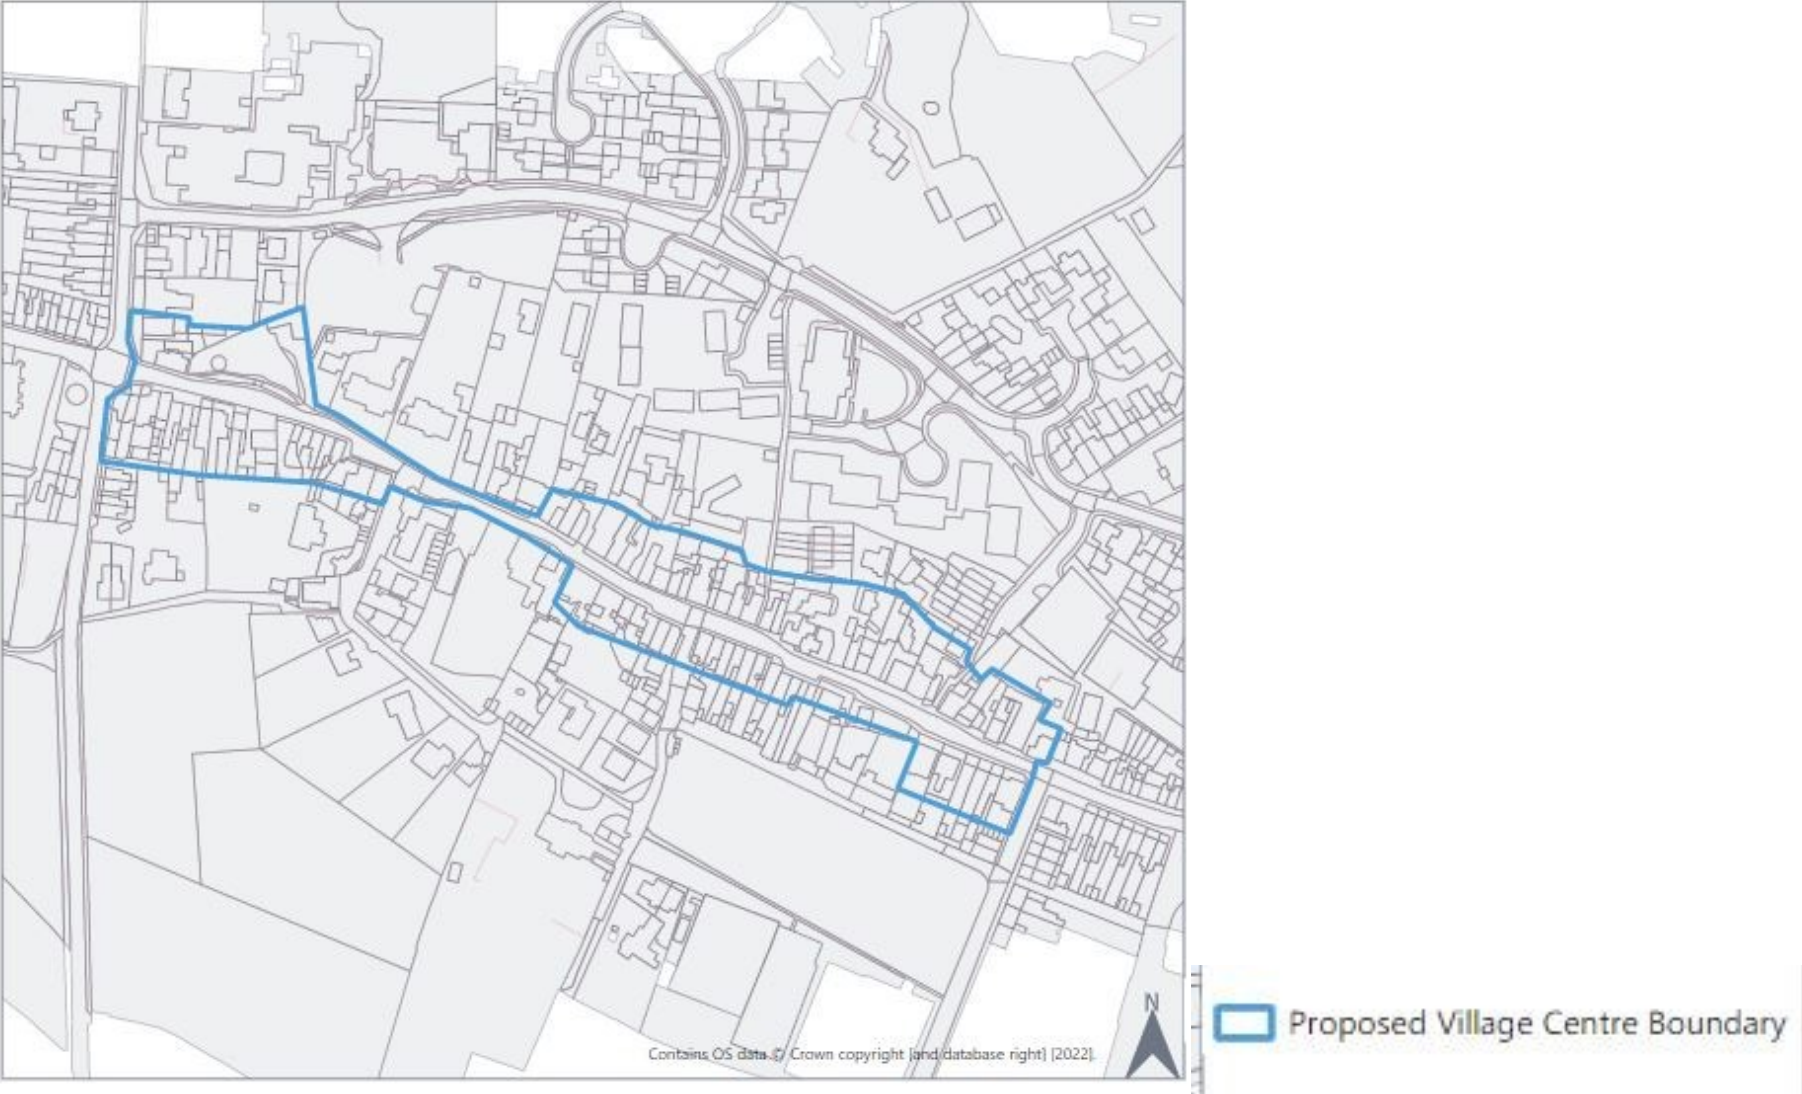 N
Contains OS data © Crown copyright [and database right] [2022].
Proposed Village Centre Boundary